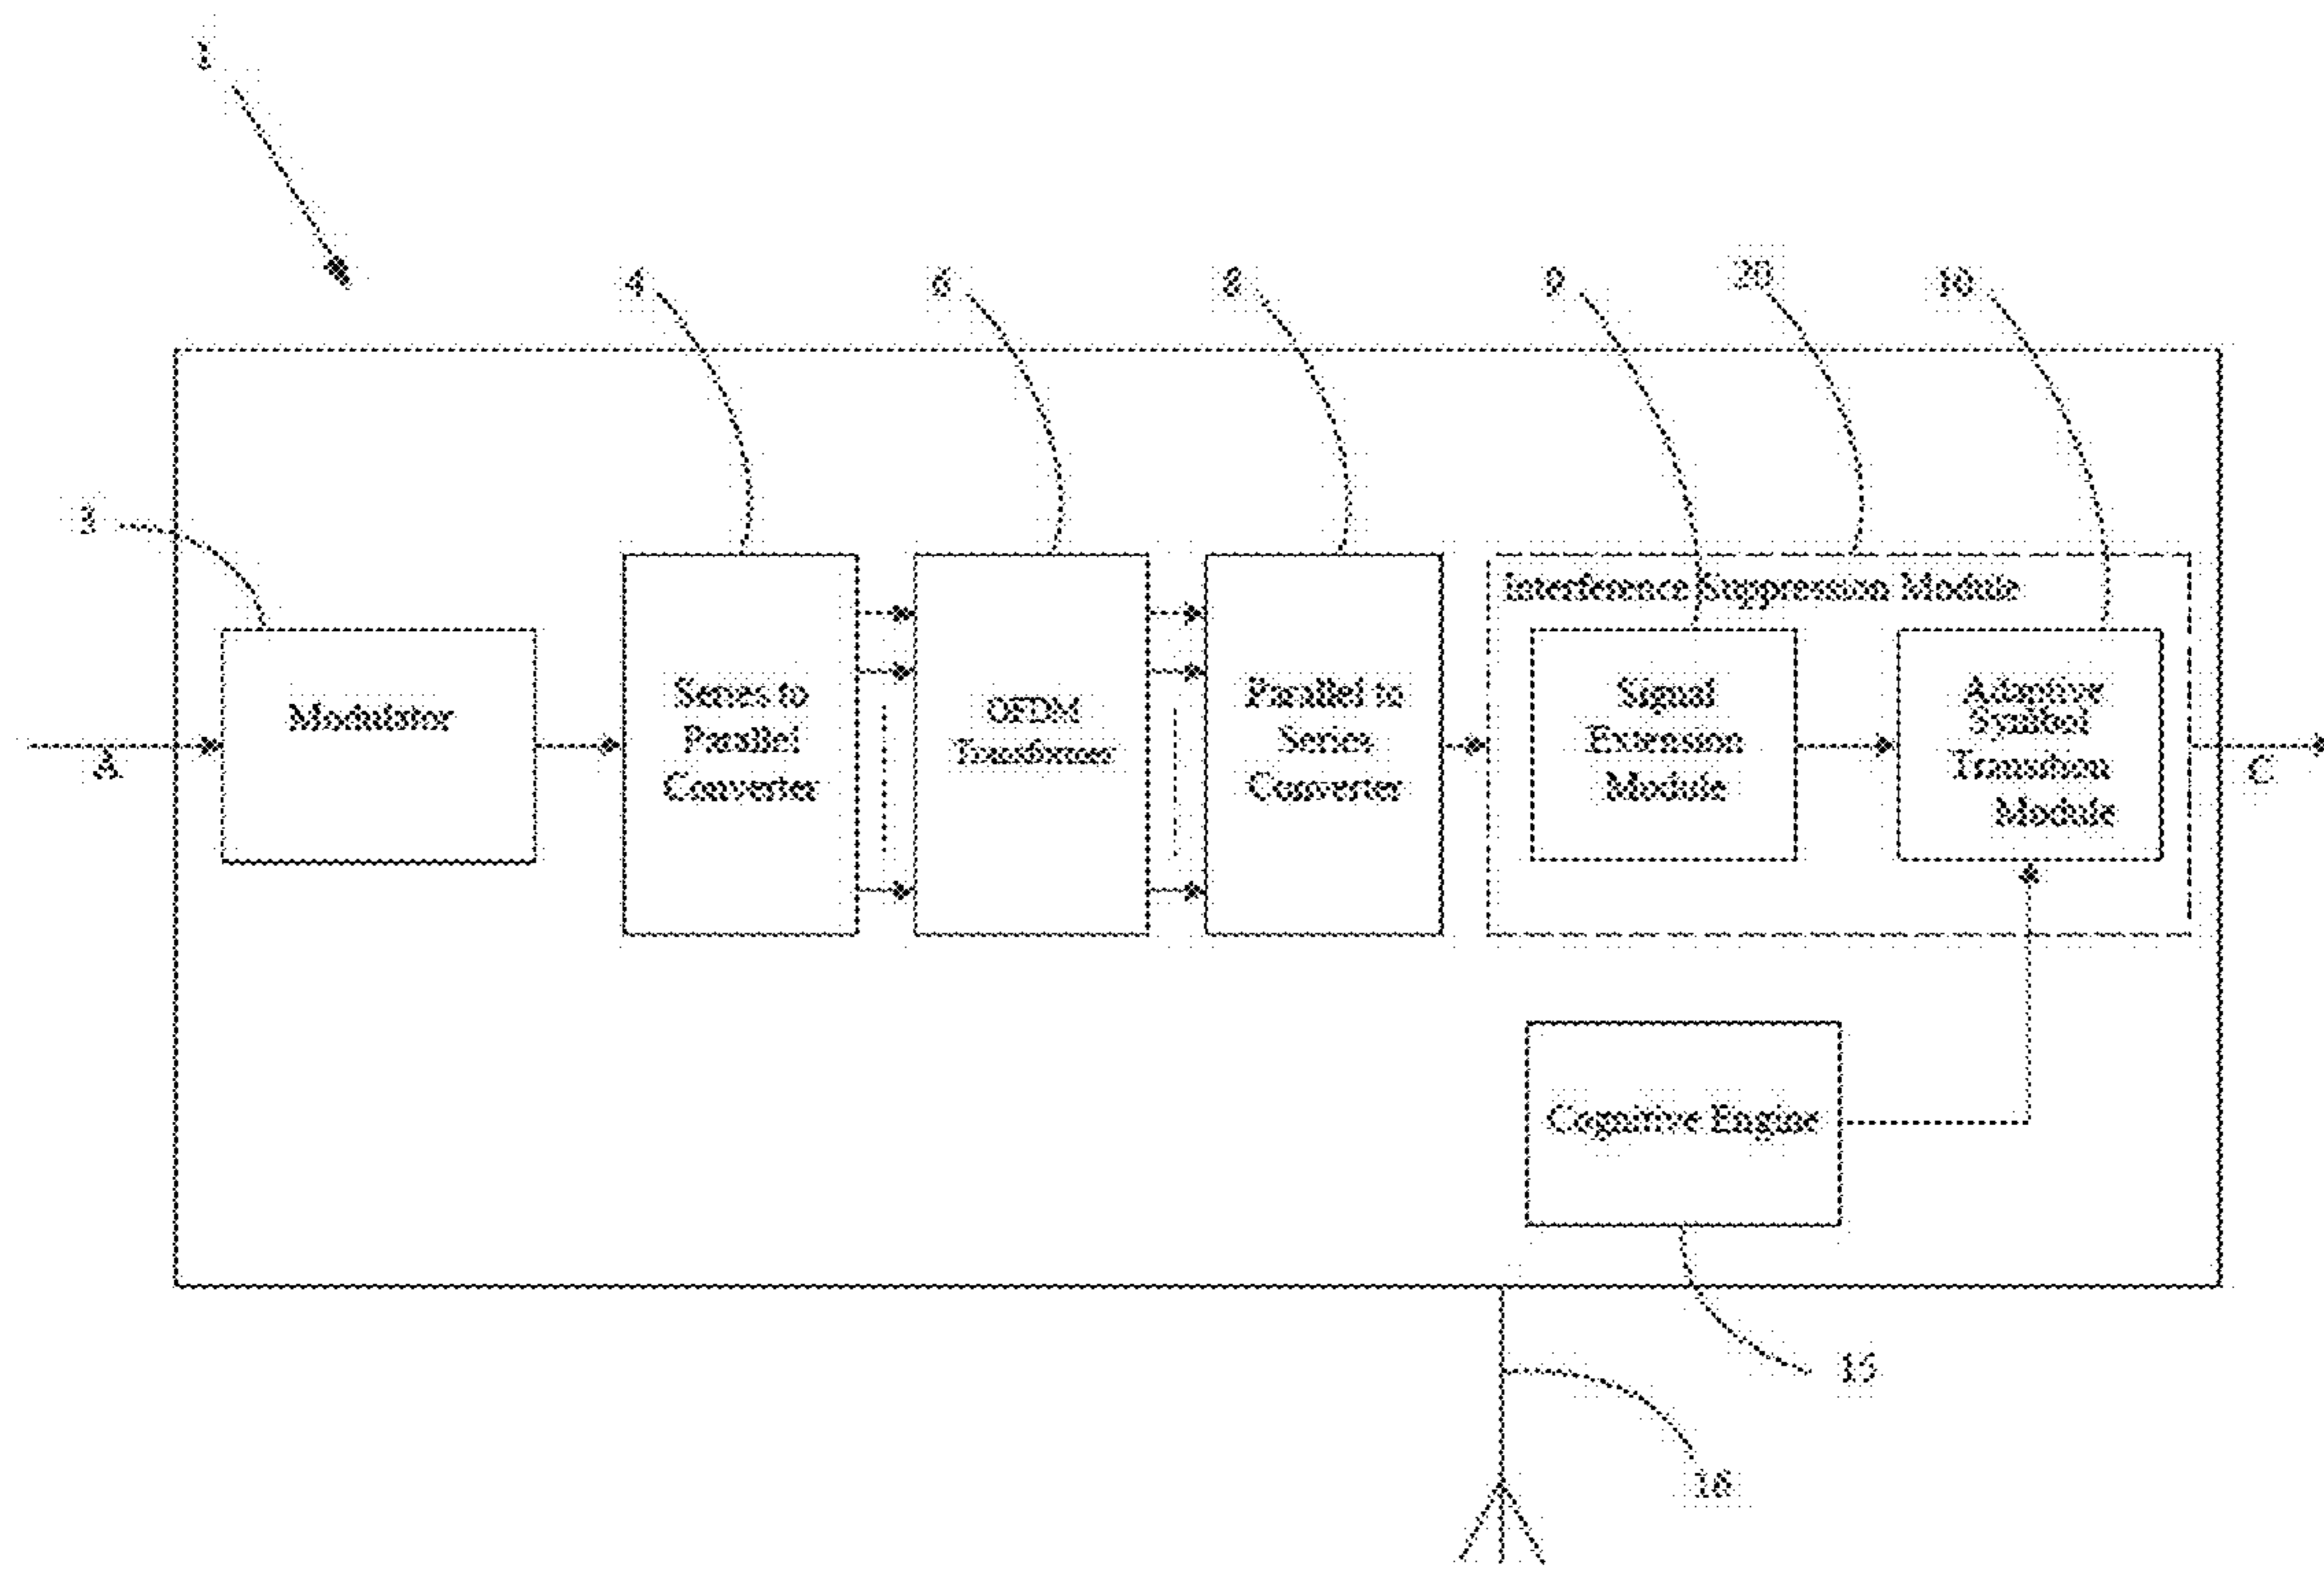 1
4
6
8
9
20
10
Interference Suppression Module
Modulator
Series to
Parallel
Converter
OFDM
Transformer
Parallel to
Series
Converter
Signal
Extension
Module
Adaptive
Symbol
Transition
Module
A
C
Cognitive Engine
15
16